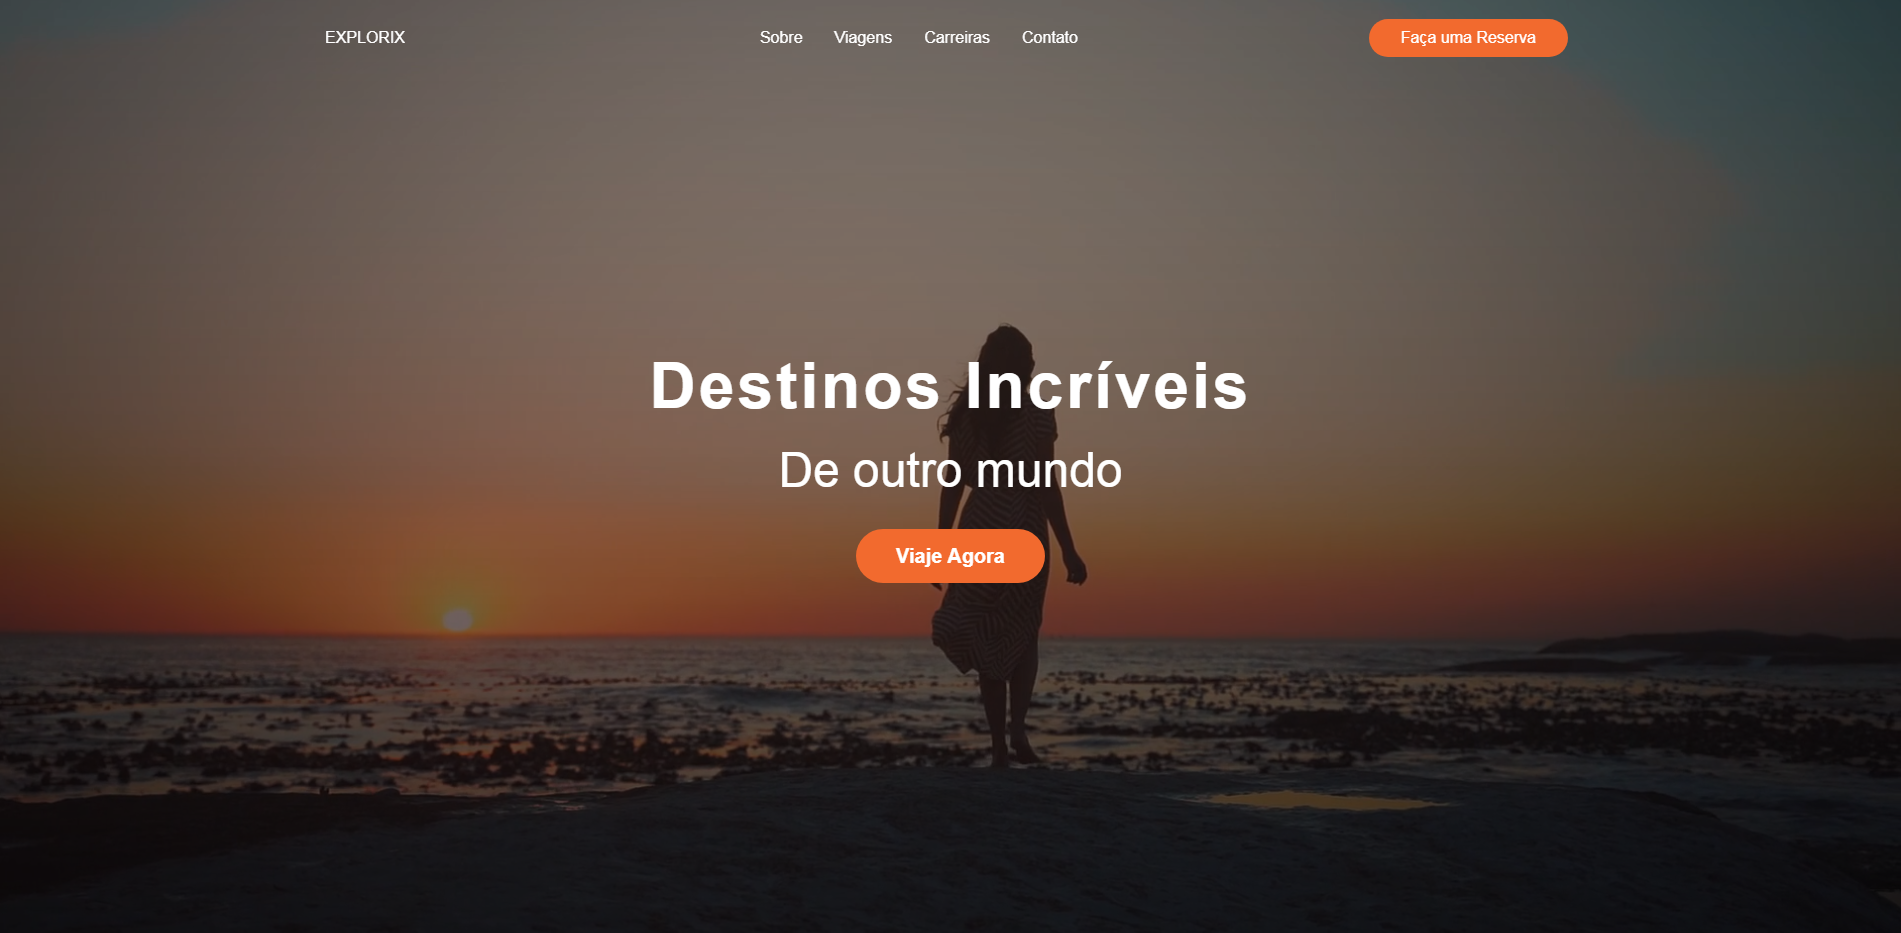 EXPLORIX
Sobre Viagens Carreiras Contato
Faça uma Reserva
Destinos Incríveis
De outro mundo
Viaje Agora